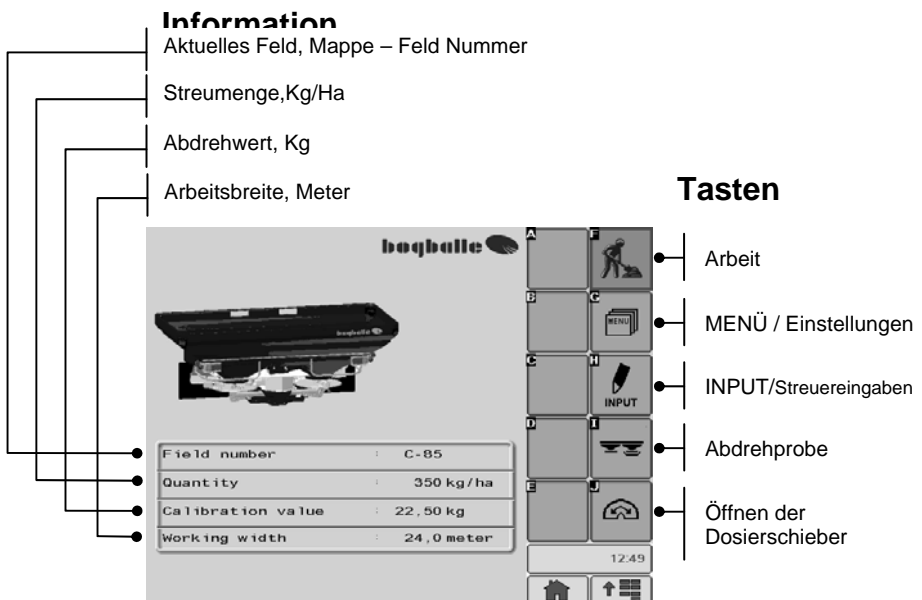 Information
Aktuelles Feld, Mappe – Feld Nummer
Streumenge,Kg/Ha
Abdrehwert, Kg
Arbeitsbreite, Meter
Tasten
bogballe
A
F
Arbeit
B
G
MENU
MENÜ / Einstellungen
bogballe
C
H
INPUT
INPUT/Streuereingaben
D
I
Abdrehprobe
Field number : C-85
Quantity : 350 kg/ha
Calibration value : 22,50 kg
Working width : 24,0 meter
E
J
Öffnen der
Dosierschieber
12:49